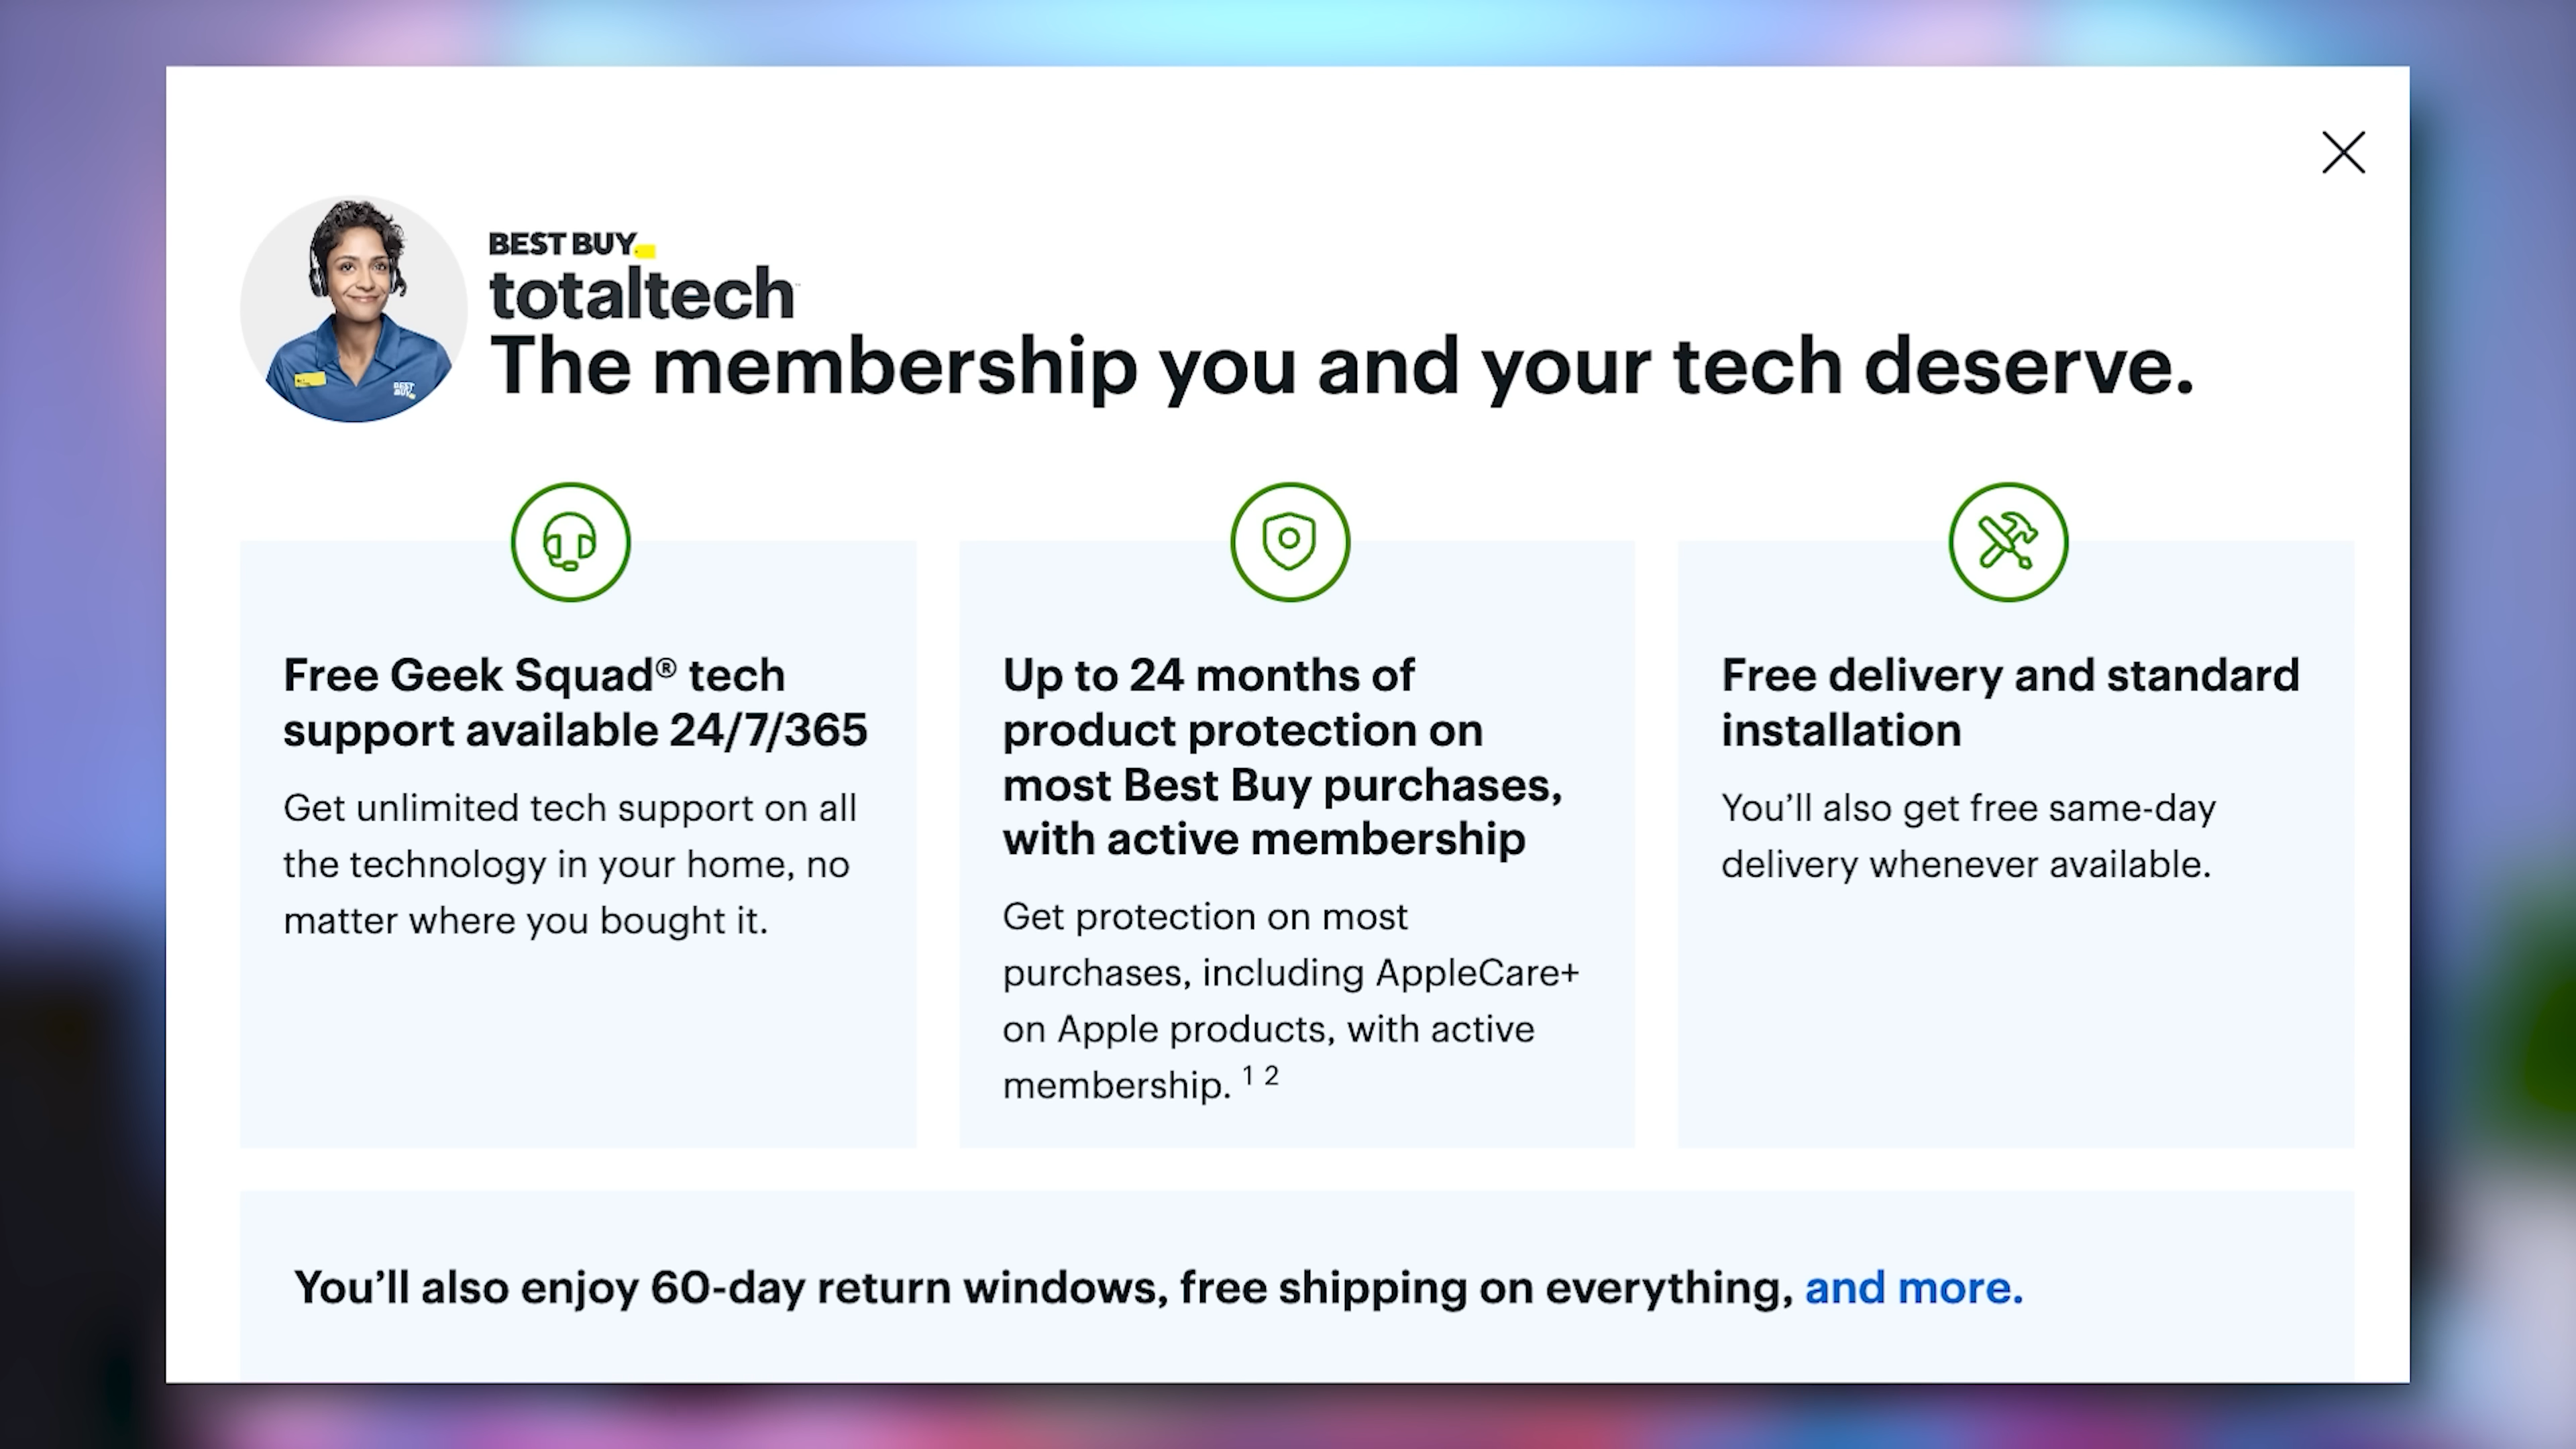 BEST BUY
totaltech
The membership you and your tech deserve.
BEST
BUY
Free Geek Squad® tech
support available 24/7/365
Get unlimited tech support on all
the technology in your home, no
matter where you bought it.
Up to 24 months of
product protection on
most Best Buy purchases,
with active membership
Get protection on most
purchases, including AppleCare+
on Apple products, with active
membership. 1 2
Free delivery and standard
installation
You’ll also get free same-day
delivery whenever available.
You’ll also enjoy 60-day return windows, free shipping on everything, and more.